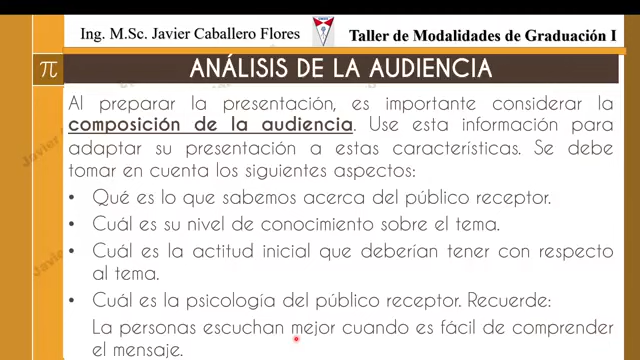 Ing. M.Sc. Javier Caballero Flores
Taller de Modalidades de Graduación I
π
ANÁLISIS DE LA AUDIENCIA
Al preparar la presentación, es importante considerar la
composición de la audiencia. Use esta información para
adaptar su presentación a estas características. Se debe
tomar en cuenta los siguientes aspectos:
• Qué es lo que sabemos acerca del público receptor.
• Cuál es su nivel de conocimiento sobre el tema.
• Cuál es la actitud inicial que deberían tener con respecto
al tema.
• Cuál es la psicología del público receptor. Recuerde:
La personas escuchan mejor cuando es fácil de comprender
el mensaje.